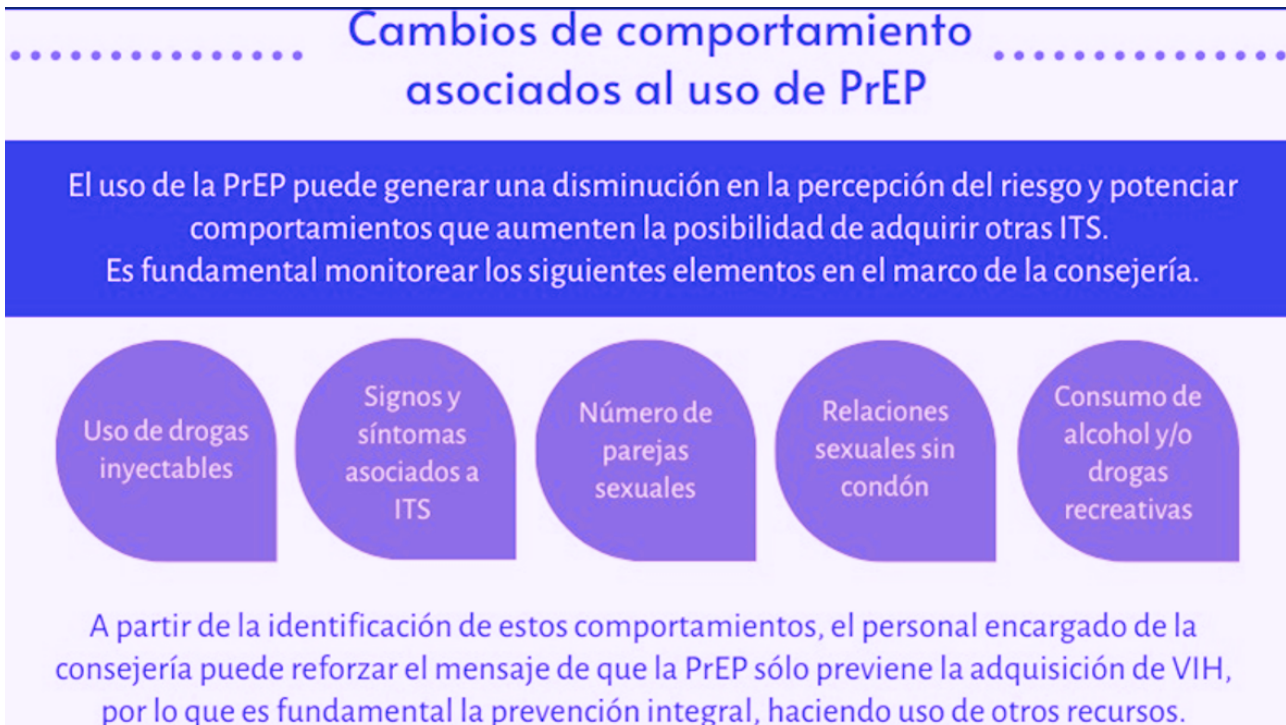 Cambios de comportamiento
asociados al uso de PrEP
El uso de la PrEP puede generar una disminución en la percepción del riesgo y potenciar
comportamientos que aumenten la posibilidad de adquirir otras ITS.
Es fundamental monitorear los siguientes elementos en el marco de la consejería.
Uso de drogas
inyectables
Signos y
síntomas
asociados a
ITS
Número de
parejas
sexuales
Relaciones
sexuales sin
condón
Consumo de
alcohol y/o
drogas
recreativas
A partir de la identificación de estos comportamientos, el personal encargado de la
consejería puede reforzar el mensaje de que la PrEP sólo previene la adquisición de VIH,
por lo que es fundamental la prevención integral, haciendo uso de otros recursos.